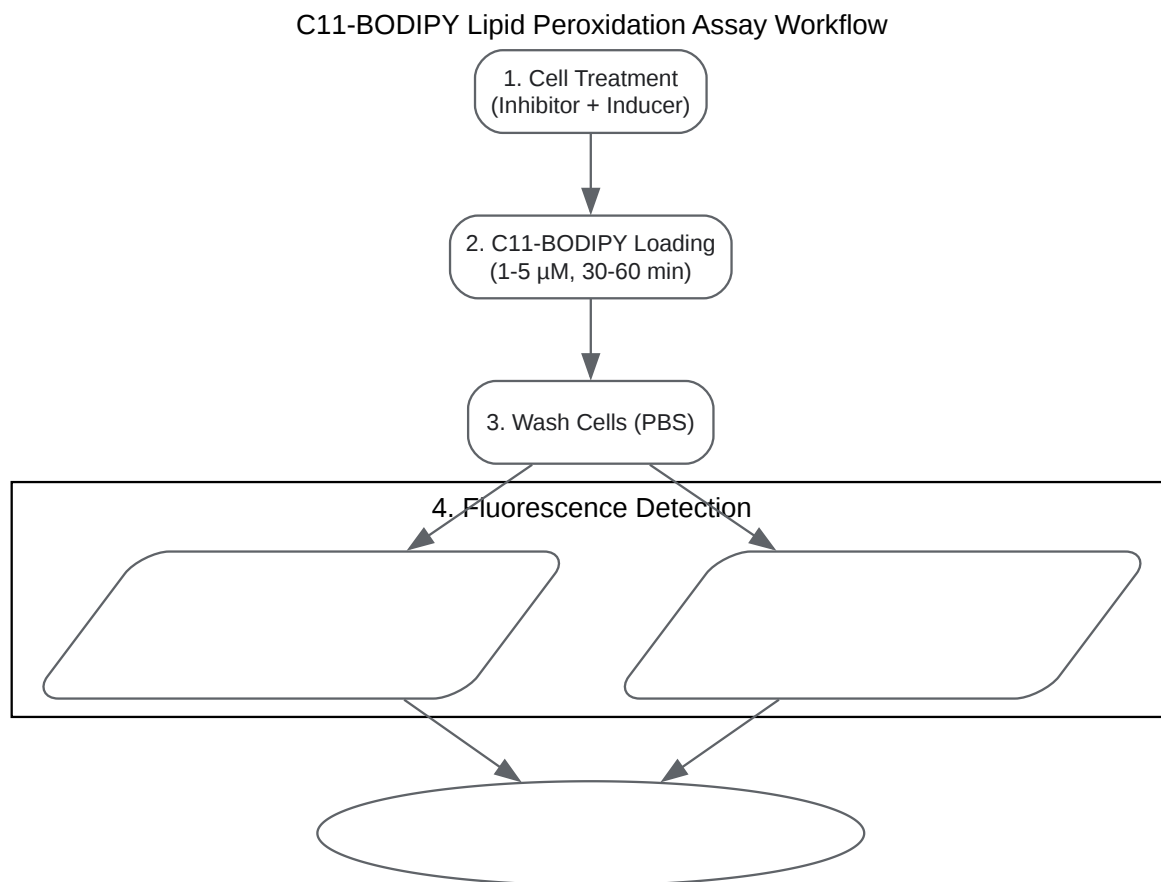 C11-BODIPY Lipid Peroxidation Assay Workflow
1. Cell Treatment
(Inhibitor + Inducer)
2. C11-BODIPY Loading
(1-5 µM, 30-60 min)
3. Wash Cells (PBS)
4. Fluorescence Detection